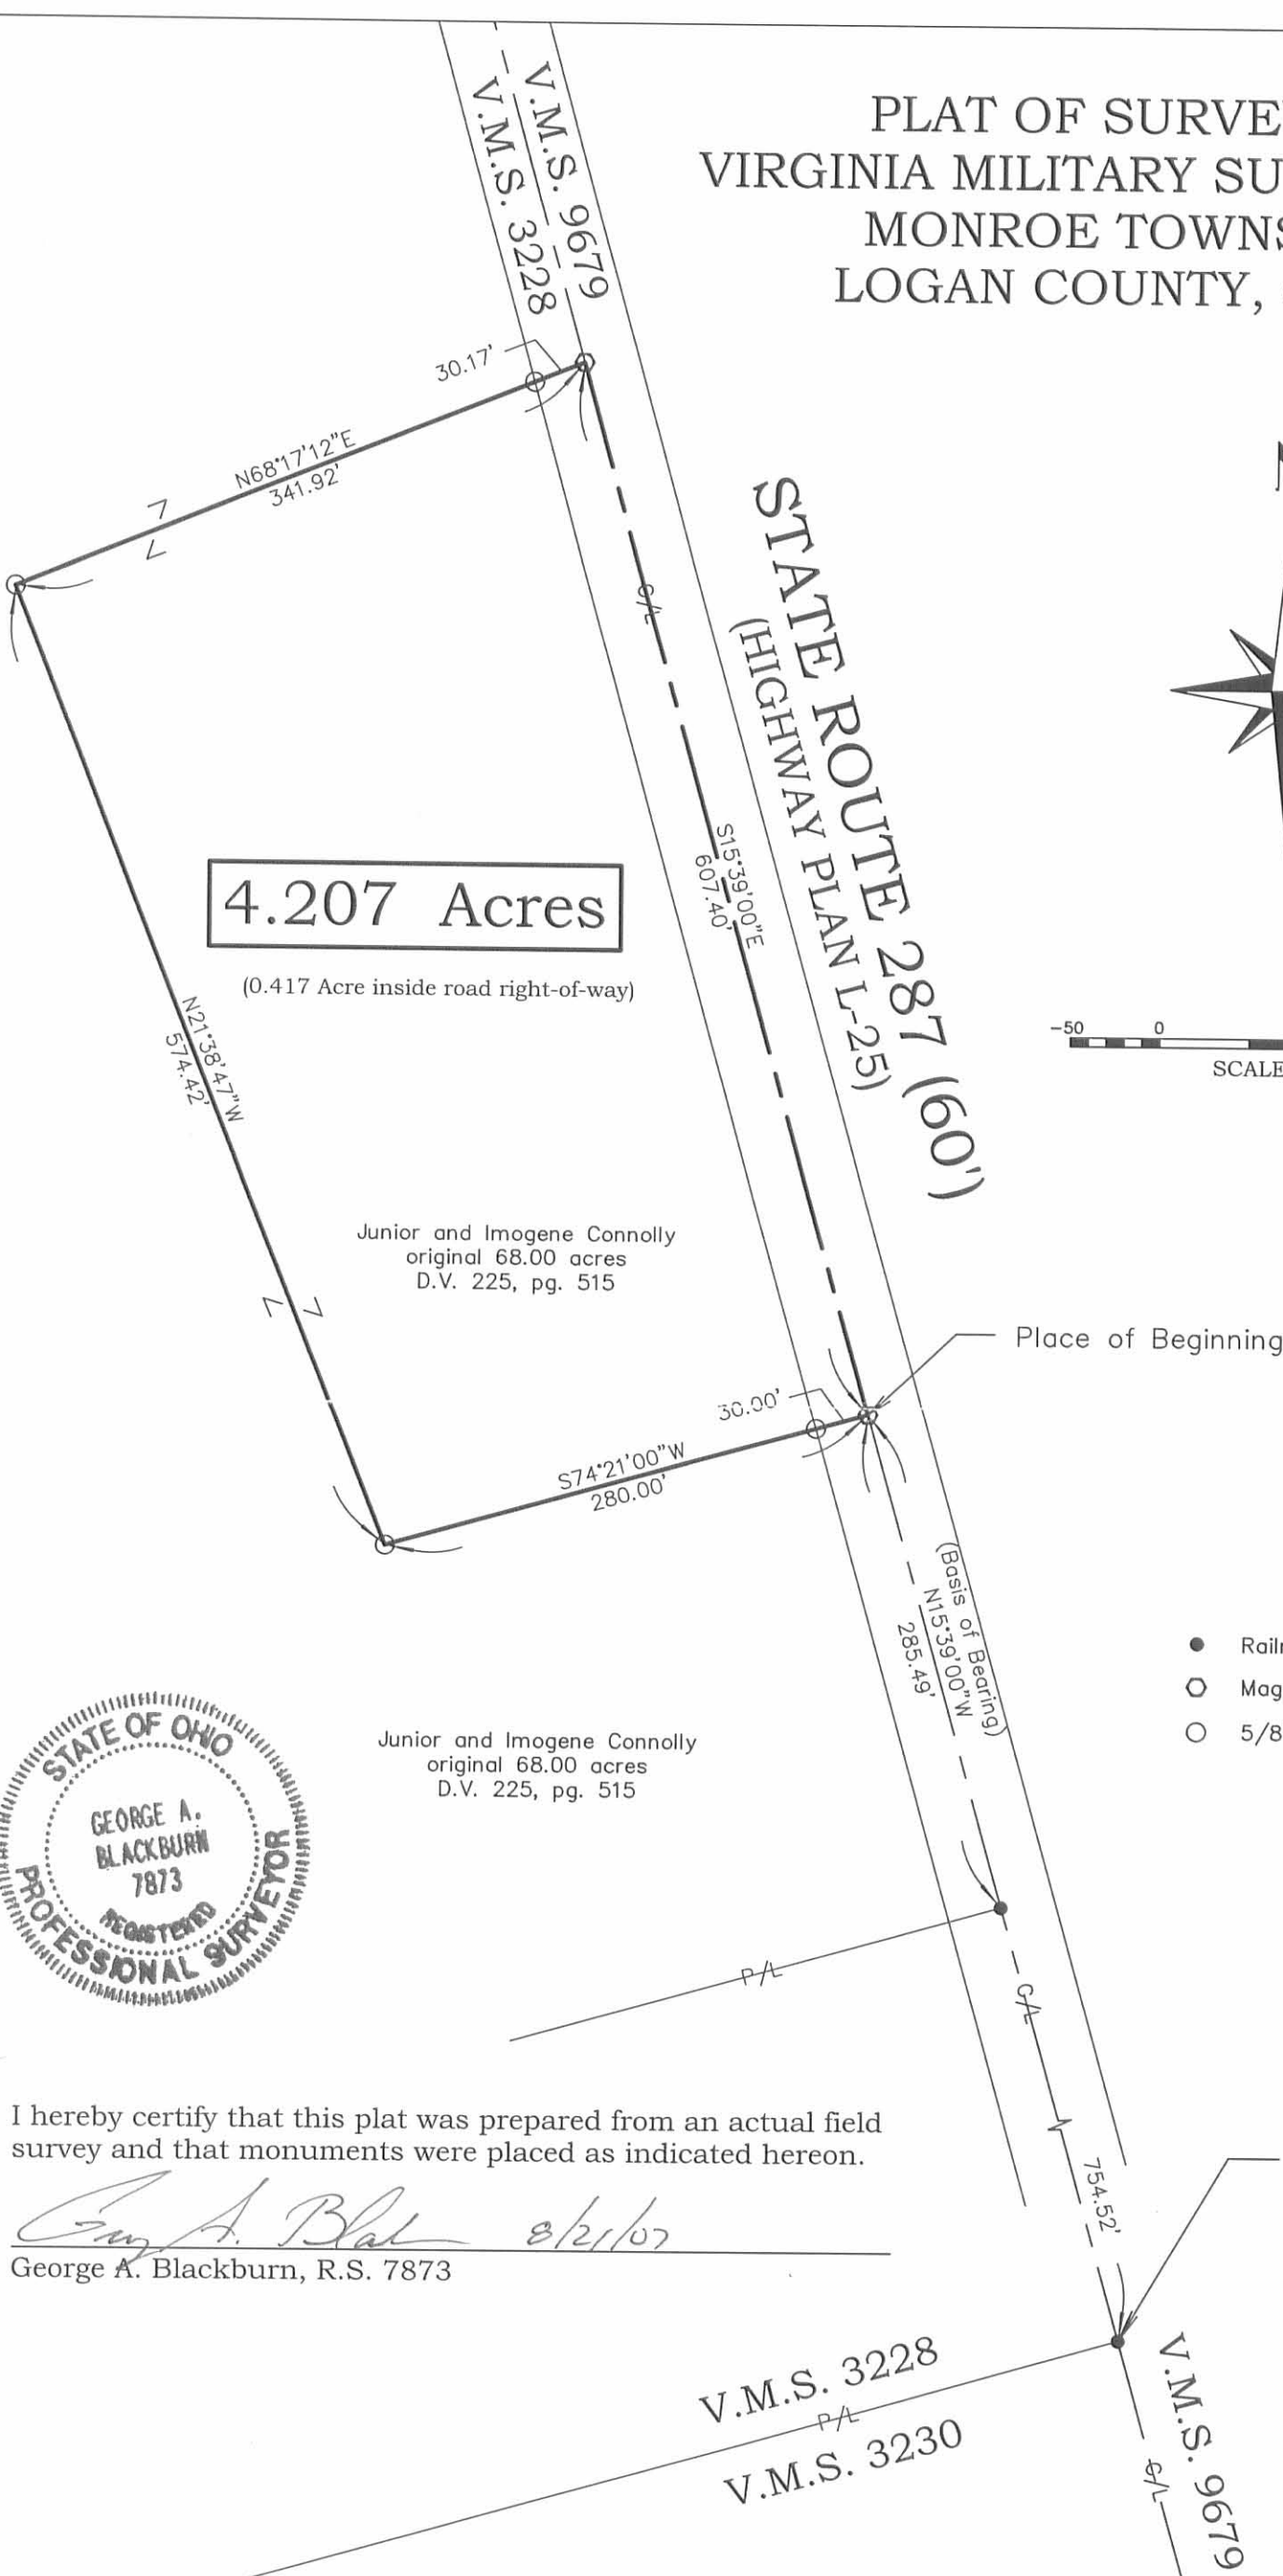 PLAT OF SURVE
VIRGINIA MILITARY SU
MONROE TOWNS
LOGAN COUNTY,
V.M.S. 9679
V.M.S. 3228
30.17'
N68°17'12"E
341.92'
C/L
STATE ROUTE 287 (60')
(HIGHWAY PLAN L-25)
S15°39'00"E
607.40'
4.207 Acres
(0.417 Acre inside road right-of-way)
N21°38'47"W
574.42'
-50 0
SCALE
Junior and Imogene Connolly
original 68.00 acres
D.V. 225, pg. 515
Place of Beginning
30.00'
S74°21'00"W
280.00'
(Basis of Bearing)
N15°39'00"W
285.49'
Mag
5/8
Junior and Imogene Connolly
original 68.00 acres
D.V. 225, pg. 515
STATE OF OHIO
GEORGE A.
BLACKBURN
7873
REGISTERED
PROFESSIONAL SURVEYOR
P/L
C/L
754.52'
I hereby certify that this plat was prepared from an actual field
survey and that monuments were placed as indicated hereon.
8/21/07
George A. Blackburn, R.S. 7873
V.M.S. 3228
P/L
V.M.S. 3230
V.M.S. 9679
C/L